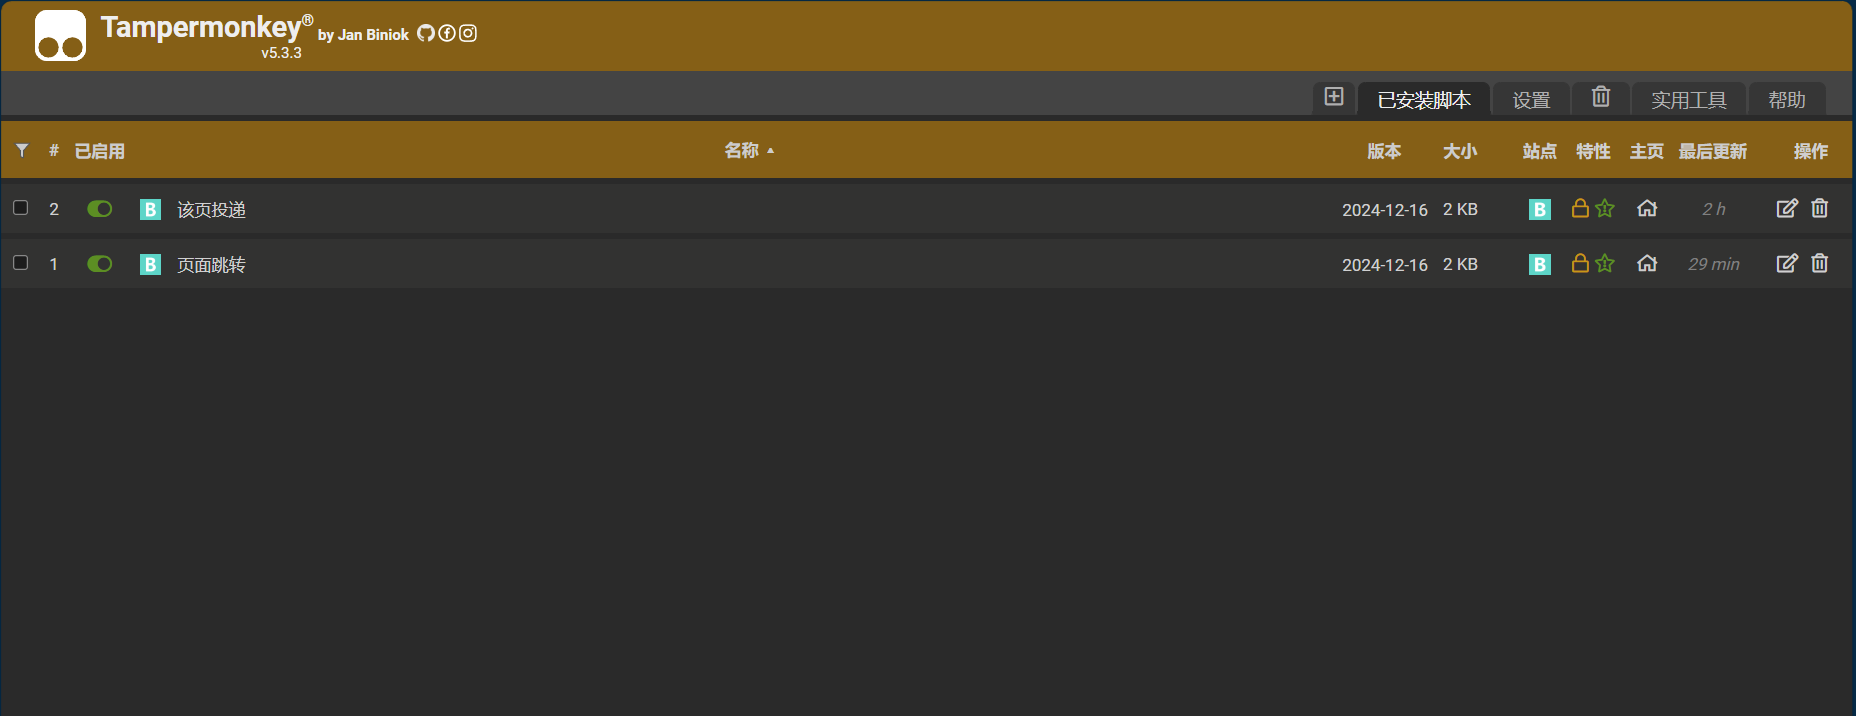 Tampermonkey® by Jan Biniok
v5.3.3
已安装脚本 设置 实用工具 帮助
# 已启用 名称 版本 大小 站点 特性 主页 最后更新 操作
2 B 该页投递 2024-12-16 2 KB B 2 h
1 B 页面跳转 2024-12-16 2 KB B 29 min